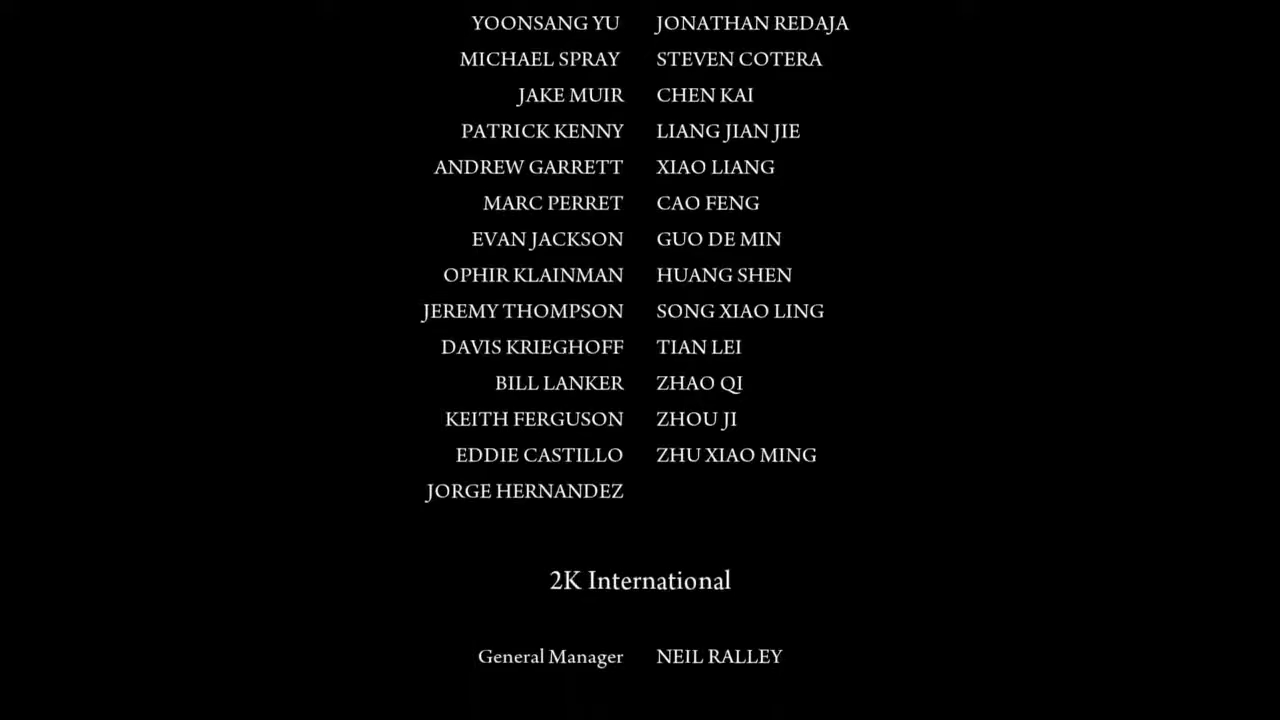 YOONSANG YU JONATHAN REDAJA
MICHAEL SPRAY STEVEN COTERA
JAKE MUIR CHEN KAI
PATRICK KENNY LIANG JIAN JIE
ANDREW GARRETT XIAO LIANG
MARC PERRET CAO FENG
EVAN JACKSON GUO DE MIN
OPHIR KLAINMAN HUANG SHEN
JEREMY THOMPSON SONG XIAO LING
DAVIS KRIEGHOFF TIAN LEI
BILL LANKER ZHAO QI
KEITH FERGUSON ZHOU JI
EDDIE CASTILLO ZHU XIAO MING
JORGE HERNANDEZ
2K International
General Manager NEIL RALLEY